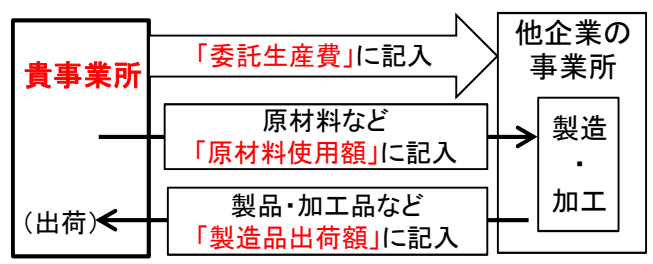 貴事業所
(出荷)
「委託生産費」に記入
原材料など
「原材料使用額」に記入
製品・加工品など
「製造品出荷額」に記入
他企業の
事業所
製造
・
加工